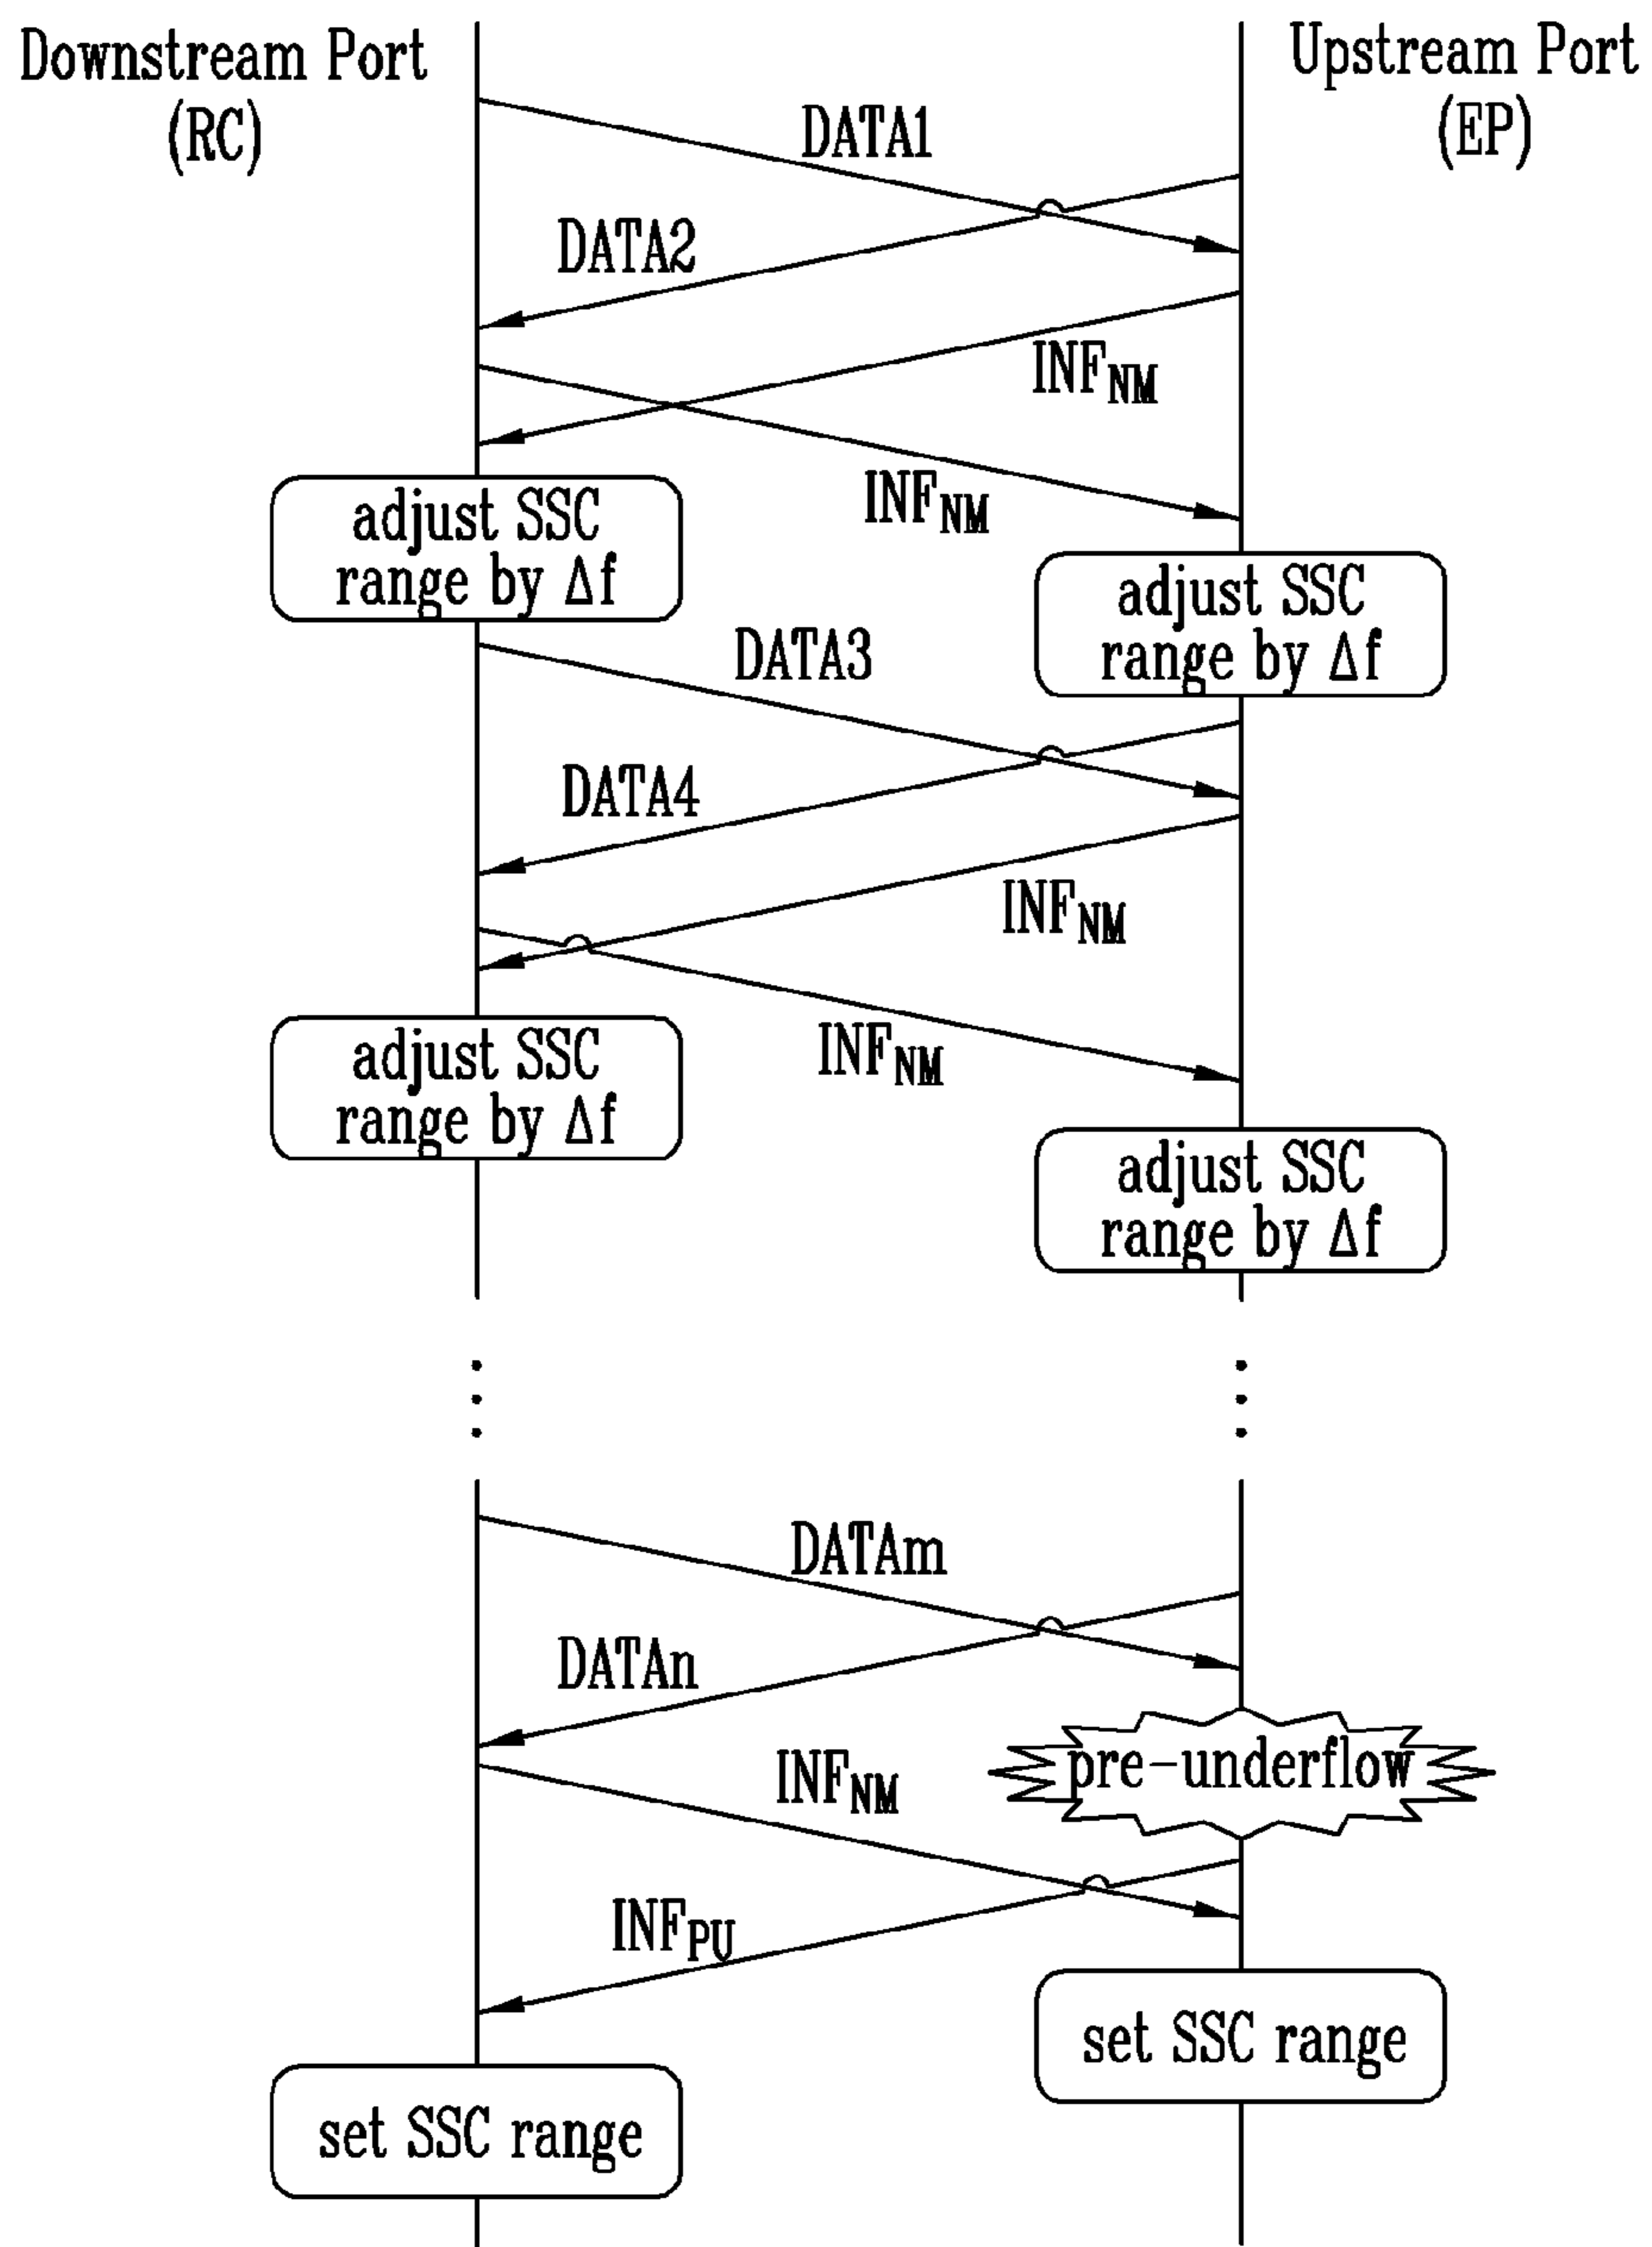 Downstream Port
(RC)
Upstream Port
(EP)
DATA1
DATA2
INFNM
INFNM
adjust SSC
range by Δf
adjust SSC
range by Δf
DATA3
DATA4
INFNM
INFNM
adjust SSC
range by Δf
adjust SSC
range by Δf
DATAm
DATAn
pre-underflow
INFNM
INFPU
set SSC range
set SSC range